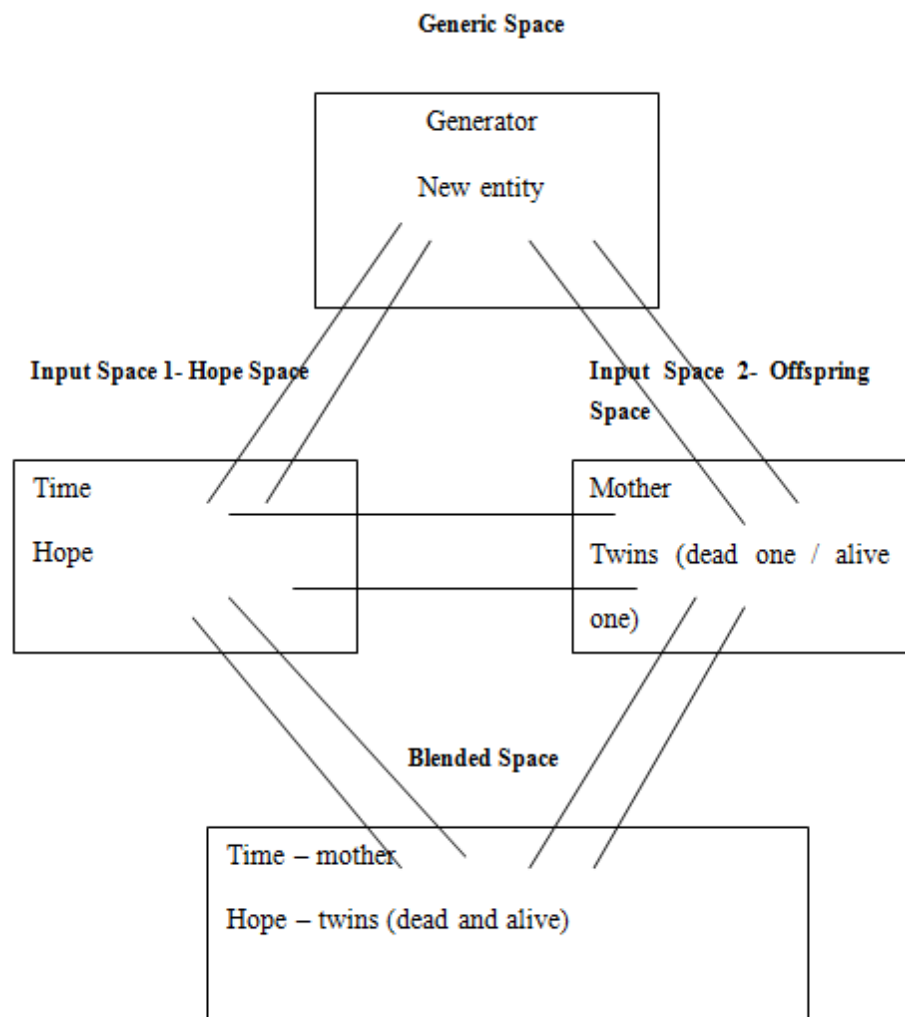 Generic Space
Generator
New entity
Input Space 1- Hope Space
Input Space 2- Offspring
Space
Time
Hope
Mother
Twins (dead one / alive
one)
Blended Space
Time – mother
Hope – twins (dead and alive)